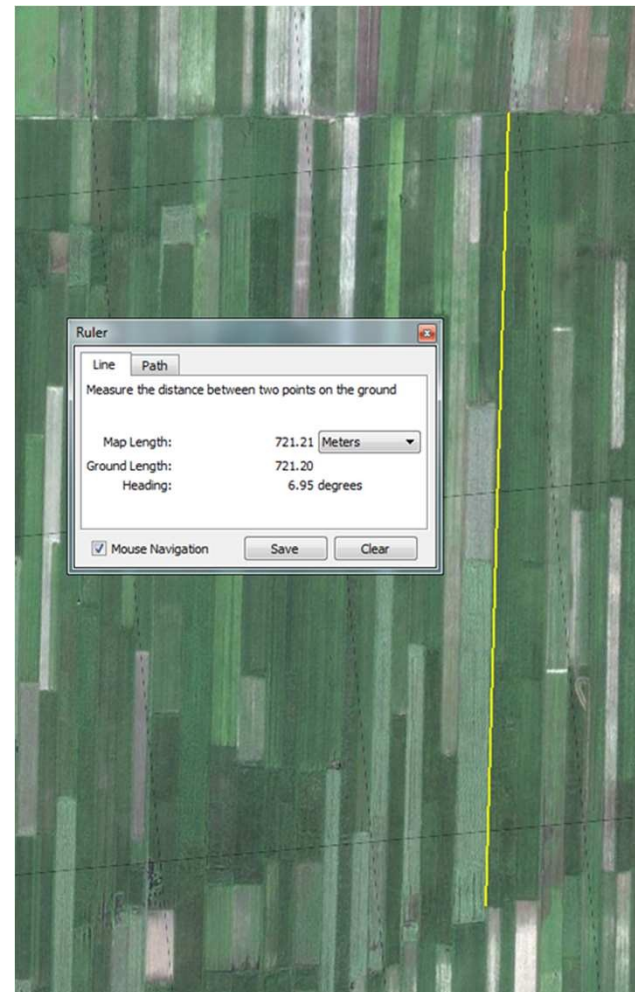 Ruler
Line Path
Measure the distance between two points on the ground
Map Length: 721.21 Meters
Ground Length: 721.20
Heading: 6.95 degrees
Mouse Navigation Save Clear